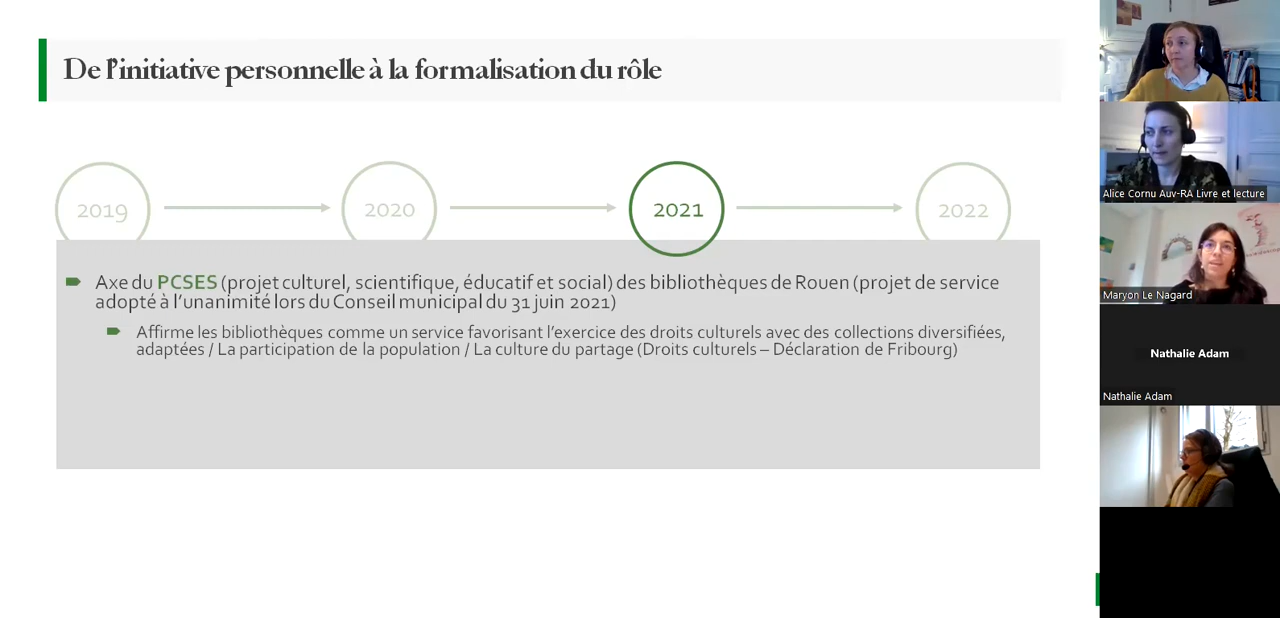 De l'initiative personnelle à la formalisation du rôle
2019
2020
2021
2022
Axe du PCSES (projet culturel, scientifique, éducatif et social) des bibliothèques de Rouen (projet de service
adopté à l'unanimité lors du Conseil municipal du 31 juin 2021)
Affirme les bibliothèques comme un service favorisant l'exercice des droits culturels avec des collections diversifiées,
adaptées / La participation de la population / La culture du partage (Droits culturels – Déclaration de Fribourg)
Alice Cornu Auv-RA Livre et lecture
Maryon Le Nagard
Nathalie Adam
Nathalie Adam